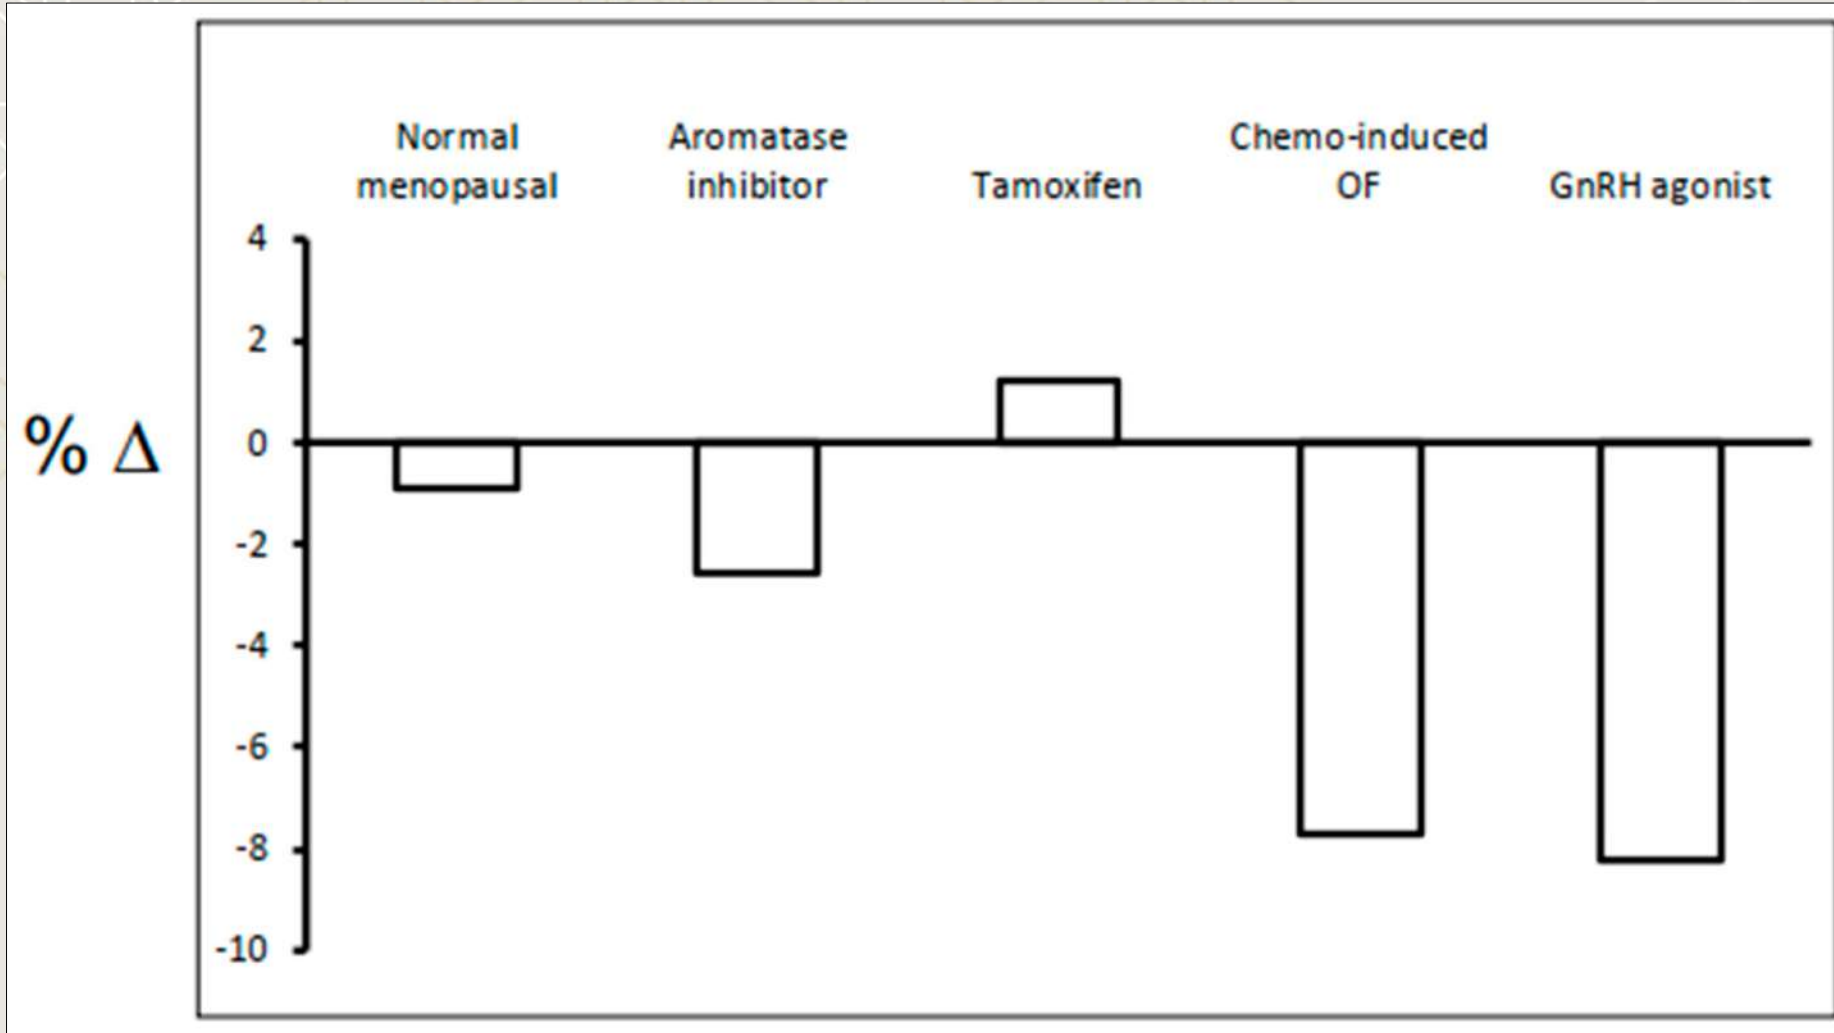 Normal
menopausal
Aromatase
inhibitor
Tamoxifen
Chemo-induced
OF
GnRH agonist
4
2
0
-2
-4
-6
-8
-10
% Δ